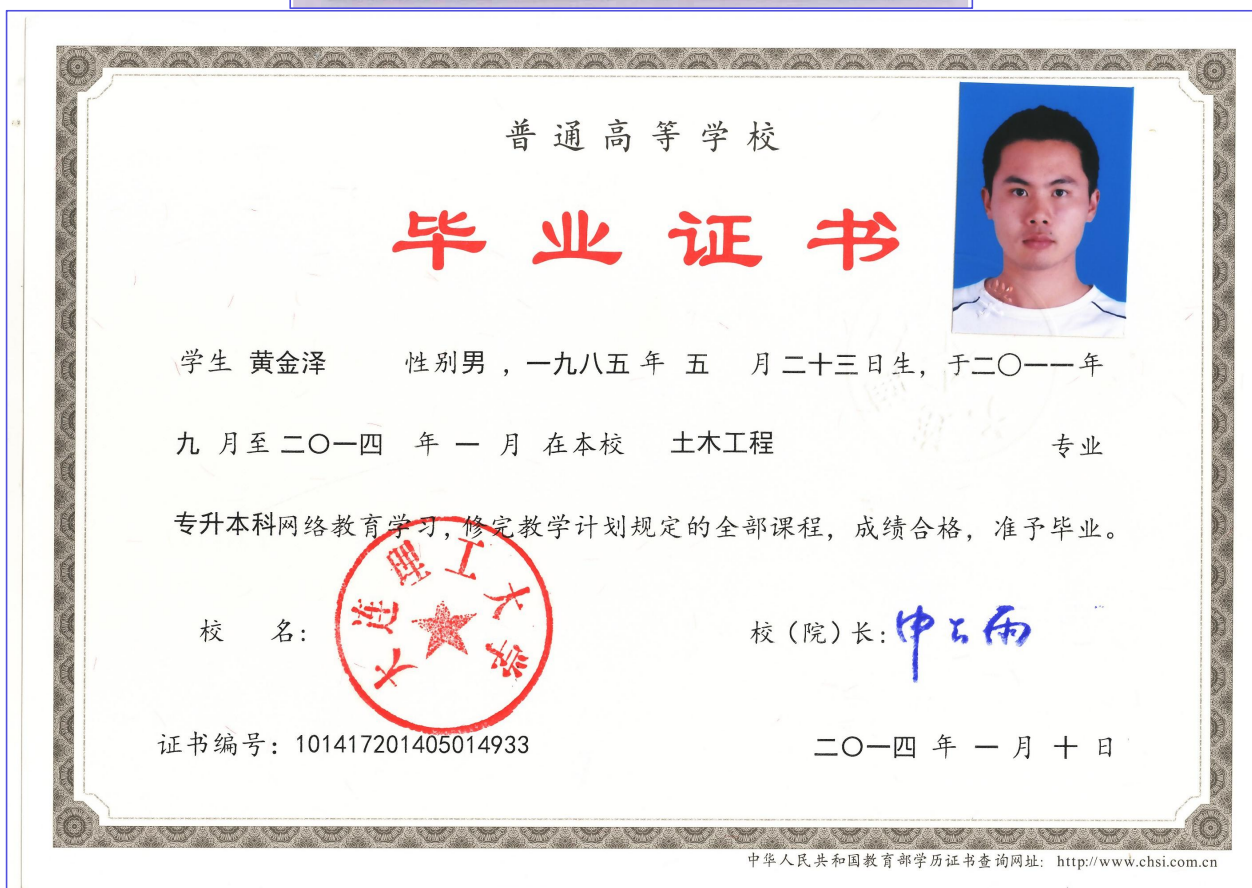 普通高等学校
毕业证书
学生 黄金泽 性别男，一九八五年 五 月二十三日生，于二〇一一年
九 月至二〇一四 年 一 月 在本校 土木工程 专业
专升本科网络教育学习，修完教学计划规定的全部课程，成绩合格，准予毕业。
大连理工大学
校 名： 校（院）长：申长雨
证书编号：101417201405014933 二〇一四 年 一 月 十 日
中华人民共和国教育部学历证书查询网址： http://www.chsi.com.cn